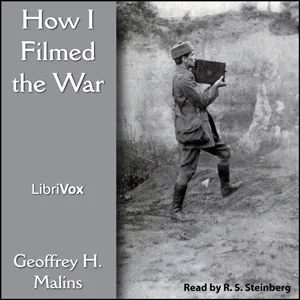 How I
Filmed
the War
LibriVox
Geoffrey H.
Malins
Read by R. S. Steinberg